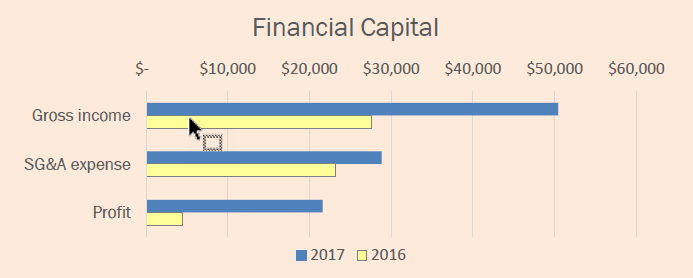 Financial Capital
$- $10,000 $20,000 $30,000 $40,000 $50,000 $60,000
Gross income
SG&A expense
Profit
2017 2016